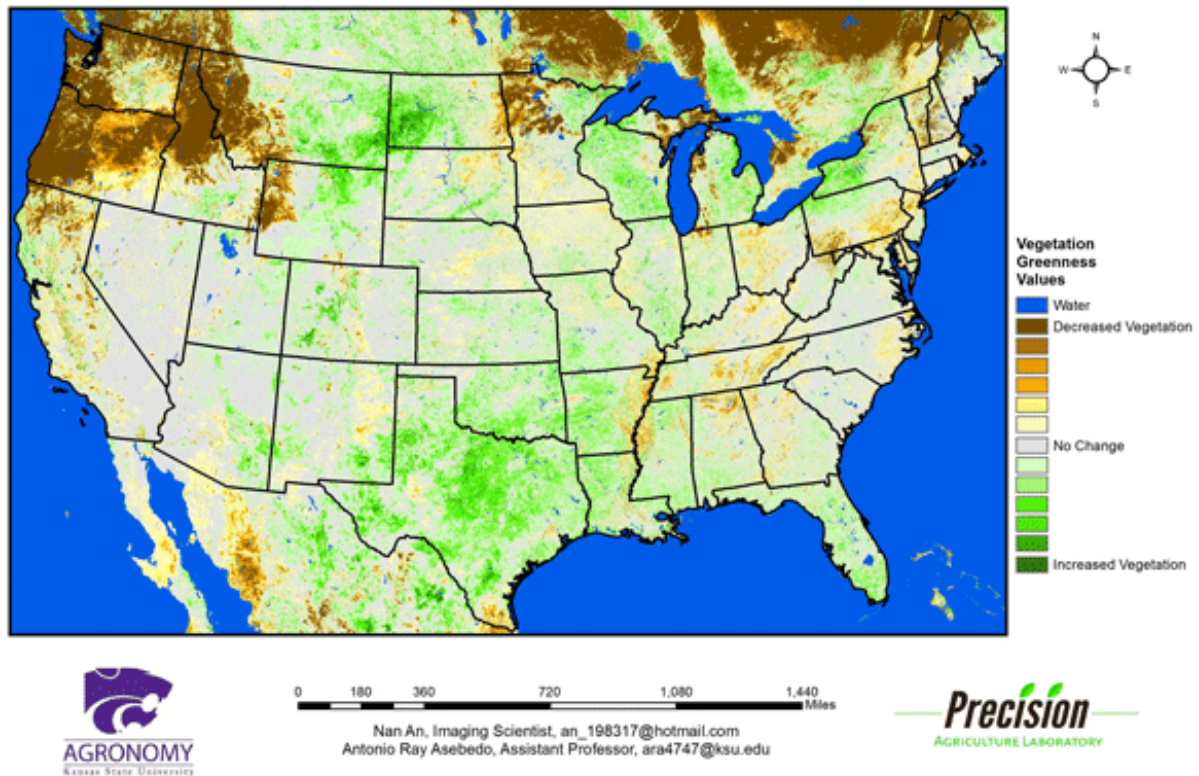 N
W E
S
Vegetation
Greenness
Values
Water
Decreased Vegetation
No Change
Increased Vegetation
0 180 360 720 1,080 1,440
Miles
Nan An, Imaging Scientist, an_198317@hotmail.com
Antonio Ray Asebedo, Assistant Professor, ara4747@ksu.edu
AGRONOMY
Kansas State University
Precision
AGRICULTURE LABORATORY